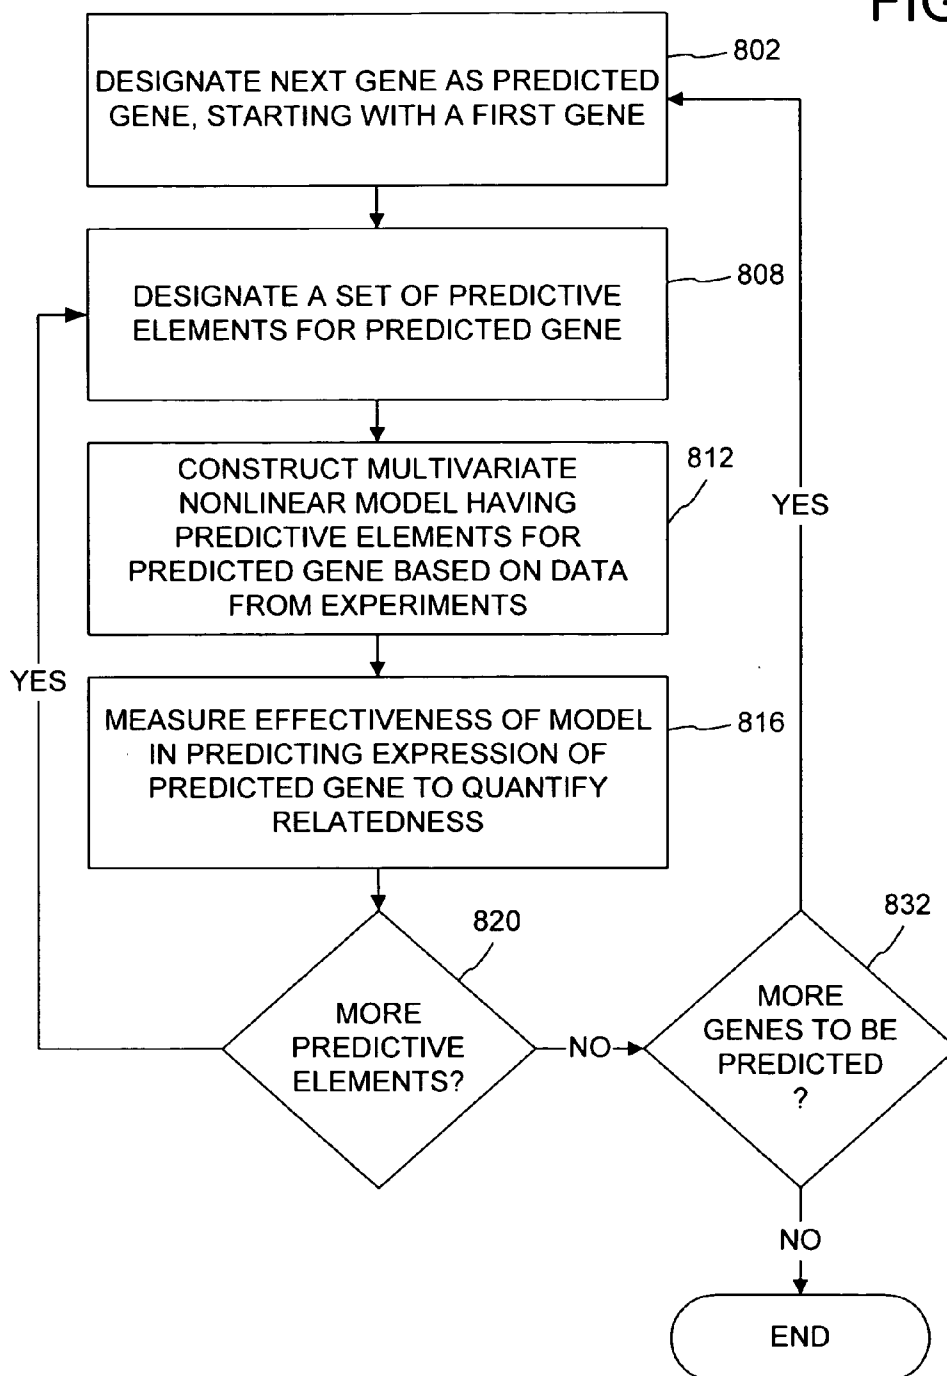 FIG
802
DESIGNATE NEXT GENE AS PREDICTED
GENE, STARTING WITH A FIRST GENE
808
DESIGNATE A SET OF PREDICTIVE
ELEMENTS FOR PREDICTED GENE
812
CONSTRUCT MULTIVARIATE
NONLINEAR MODEL HAVING
PREDICTIVE ELEMENTS FOR
PREDICTED GENE BASED ON DATA
FROM EXPERIMENTS
YES
YES
816
MEASURE EFFECTIVENESS OF MODEL
IN PREDICTING EXPRESSION OF
PREDICTED GENE TO QUANTIFY
RELATEDNESS
820
MORE
PREDICTIVE
ELEMENTS?
NO
832
MORE
GENES TO BE
PREDICTED
?
NO
END